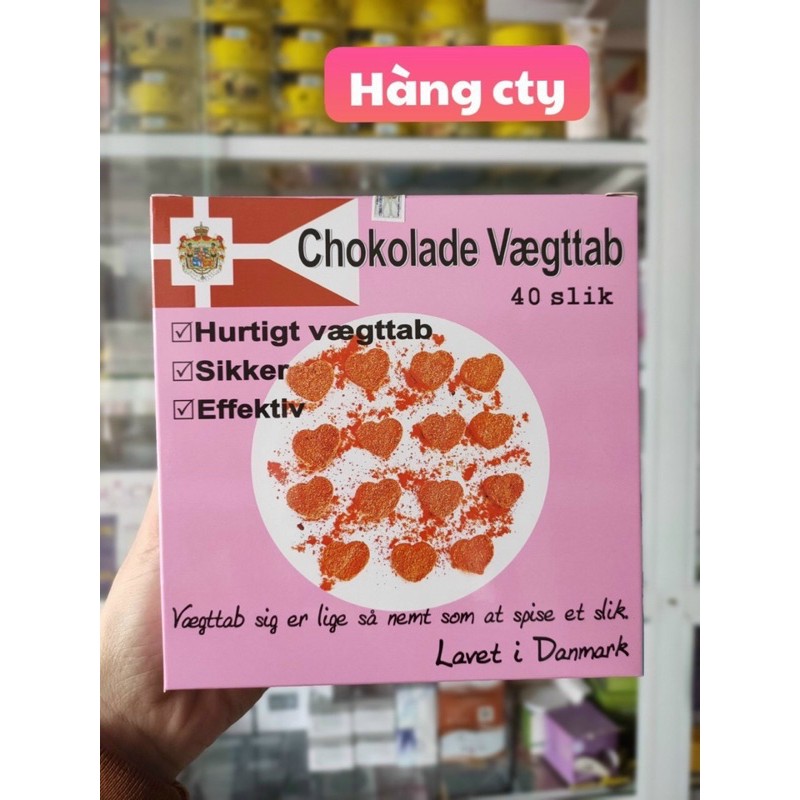 Hàng cty
Chokolade Vægttab
40 slik
☑Hurtigt vægttab
☑Sikker
☑Effektiv
Vægttab sig er lige så nemt som at spise et slik.
Lavet i Danmark